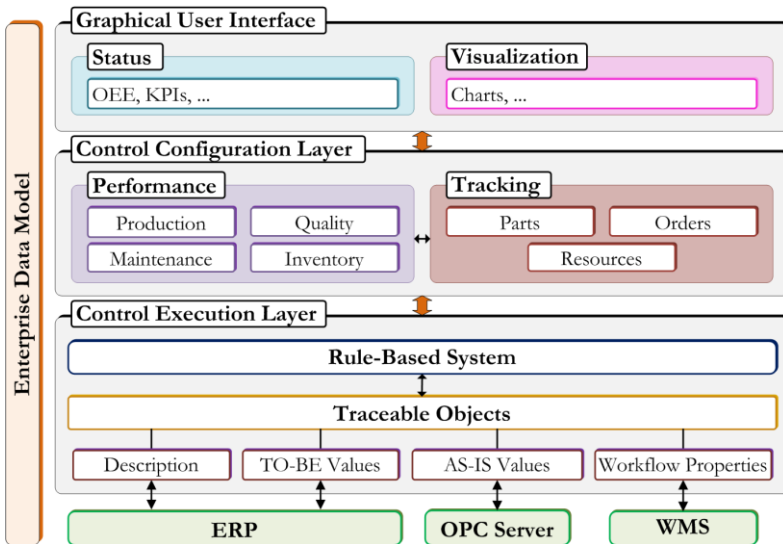 Graphical User Interface
Status
Visualization
OEE, KPIs, ...
Charts, ...
Enterprise Data Model
Control Configuration Layer
Performance
Tracking
Production
Quality
Parts
Orders
Maintenance
Inventory
Resources
Control Execution Layer
Rule-Based System
Traceable Objects
Description
TO-BE Values
AS-IS Values
Workflow Properties
ERP
OPC Server
WMS